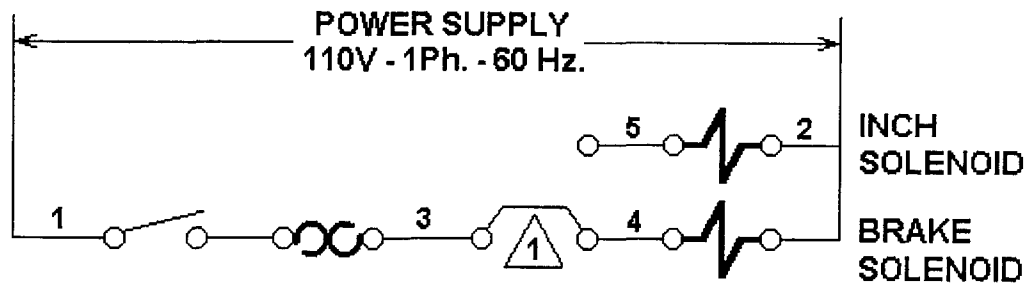 POWER SUPPLY
110V - 1Ph. - 60 Hz.
5
2
INCH
SOLENOID
1
3
1
4
BRAKE
SOLENOID